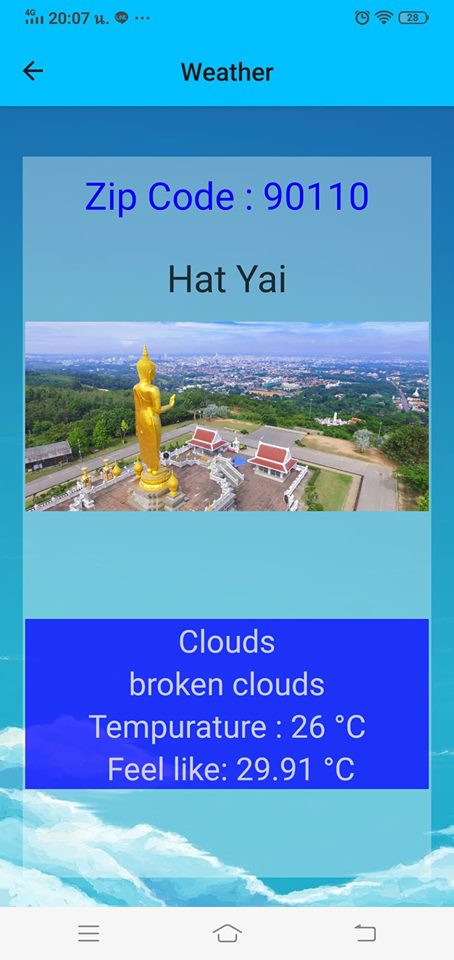 4G 20:07 น. LINE ...
28
Weather
Zip Code : 90110
Hat Yai
Clouds
broken clouds
Tempurature : 26 °C
Feel like: 29.91 °C